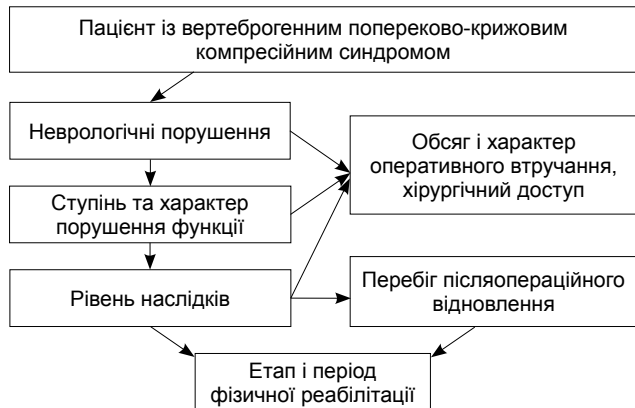 Пацієнт із вертеброгенним попереково-крижовим
компресійним синдромом
Неврологічні порушення
Обсяг і характер
оперативного втручання,
хірургічний доступ
Ступінь та характер
порушення функції
Рівень наслідків
Перебіг післяопераційного
відновлення
Етап і період
фізичної реабілітації